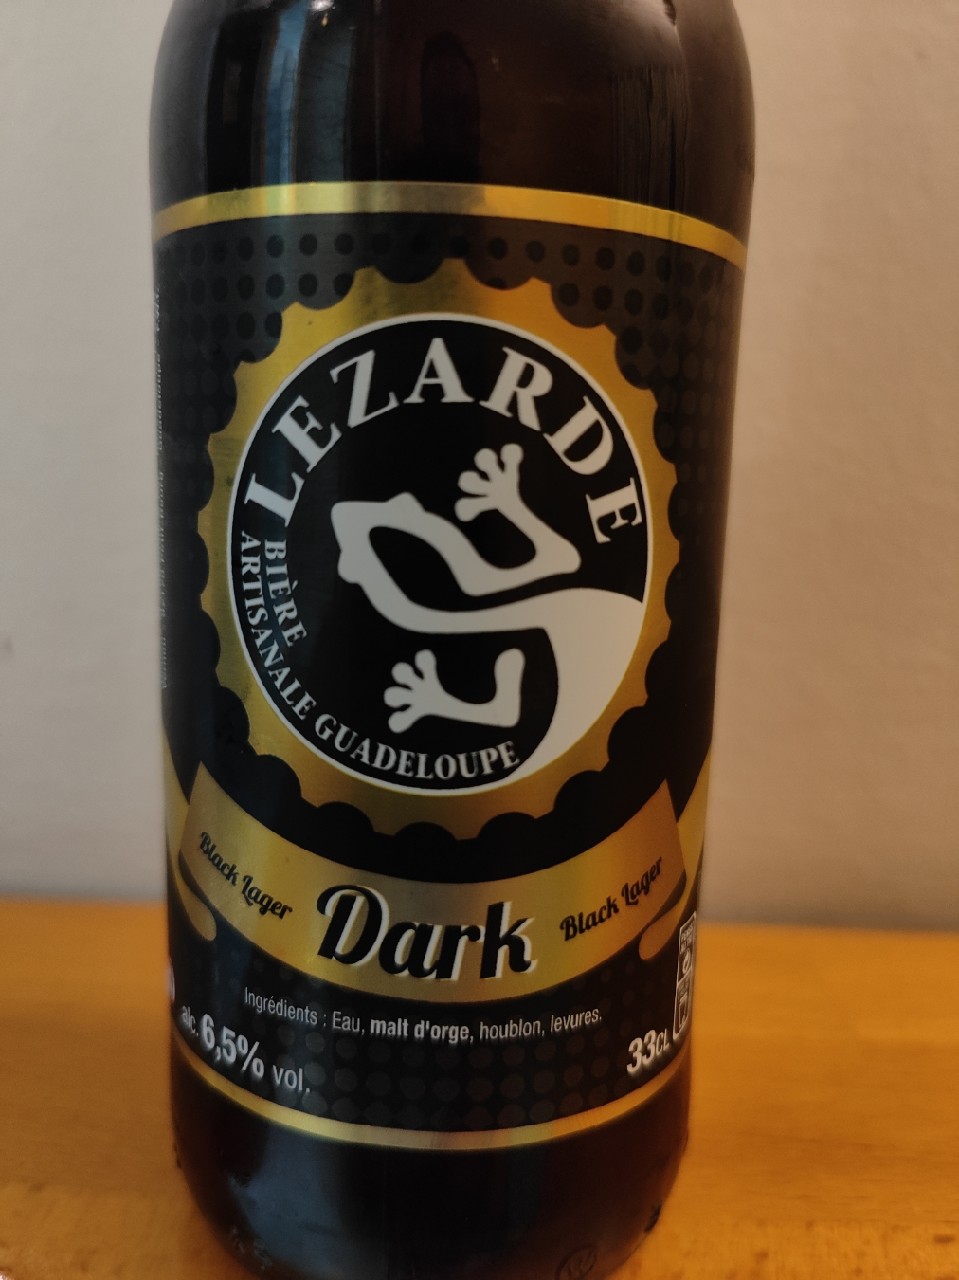 LEZARDE
BIÈRE
ARTISANALE GUADELOUPE
Black Lager
Dark
Black Lager
Ingrédients : Eau, malt d'orge, houblon, levures.
alc. 6,5% vol.
33CL